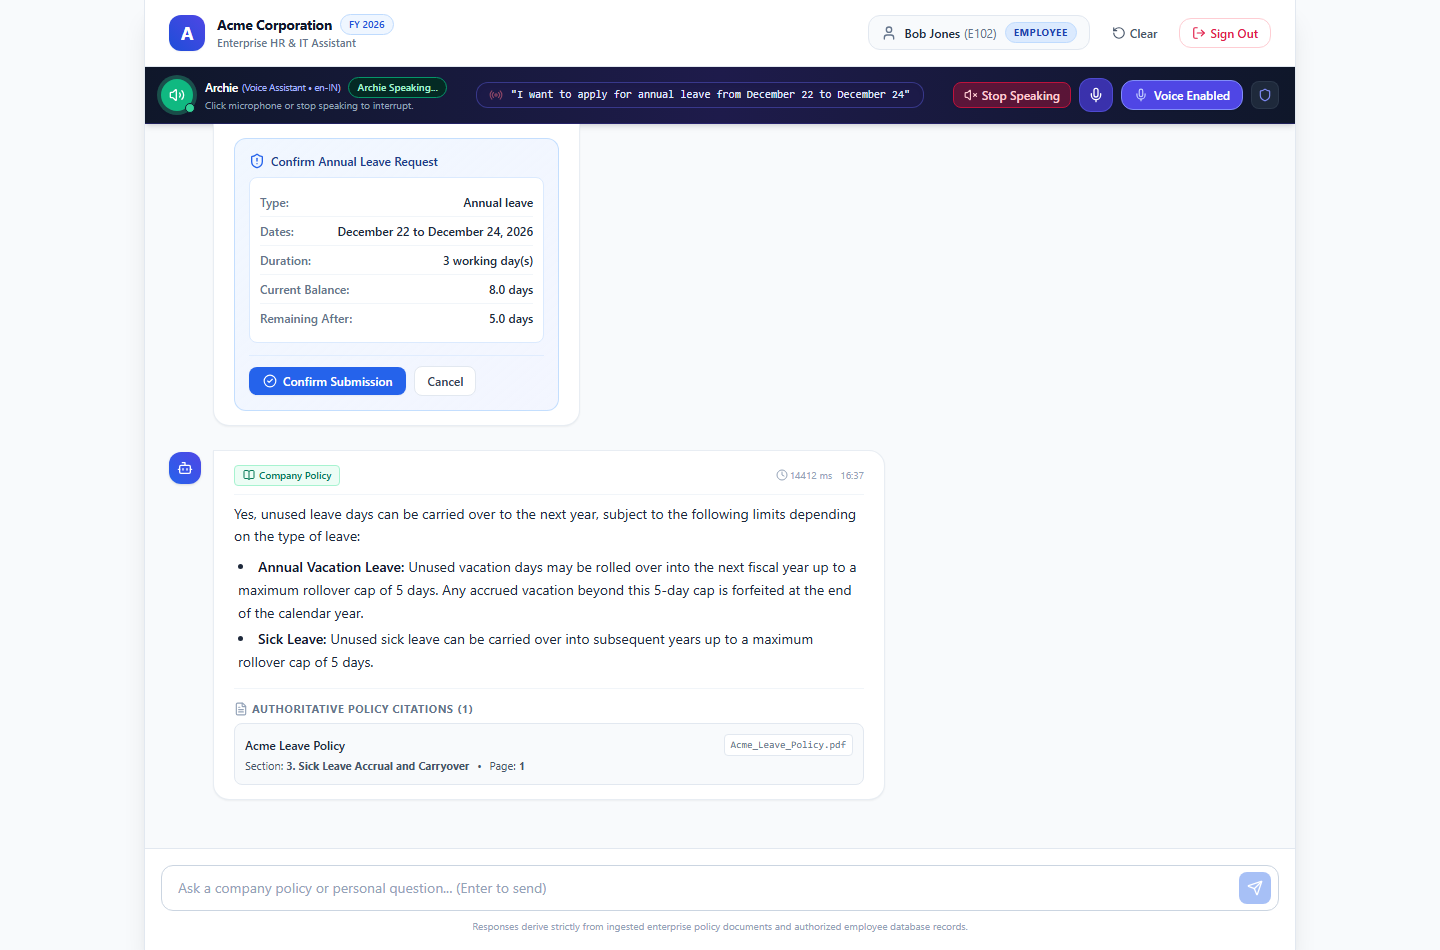 A
Acme Corporation FY 2026
Enterprise HR & IT Assistant
Bob Jones (E102) EMPLOYEE
Clear
Sign Out
Archie (Voice Assistant • en-IN) Archie Speaking...
Click microphone or stop speaking to interrupt.
"I want to apply for annual leave from December 22 to December 24"
Stop Speaking
Voice Enabled
Confirm Annual Leave Request
Type: Annual leave
Dates: December 22 to December 24, 2026
Duration: 3 working day(s)
Current Balance: 8.0 days
Remaining After: 5.0 days
Confirm Submission Cancel
Company Policy 14412 ms 16:37
Yes, unused leave days can be carried over to the next year, subject to the following limits depending
on the type of leave:
• Annual Vacation Leave: Unused vacation days may be rolled over into the next fiscal year up to a
maximum rollover cap of 5 days. Any accrued vacation beyond this 5-day cap is forfeited at the end
of the calendar year.
• Sick Leave: Unused sick leave can be carried over into subsequent years up to a maximum
rollover cap of 5 days.
AUTHORITATIVE POLICY CITATIONS (1)
Acme Leave Policy Acme_Leave_Policy.pdf
Section: 3. Sick Leave Accrual and Carryover • Page: 1
Ask a company policy or personal question... (Enter to send)
Responses derive strictly from ingested enterprise policy documents and authorized employee database records.